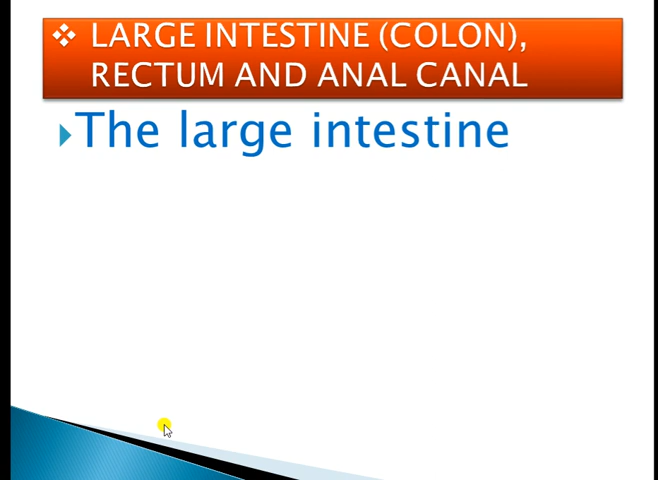 ❖ LARGE INTESTINE (COLON),
RECTUM AND ANAL CANAL
The large intestine